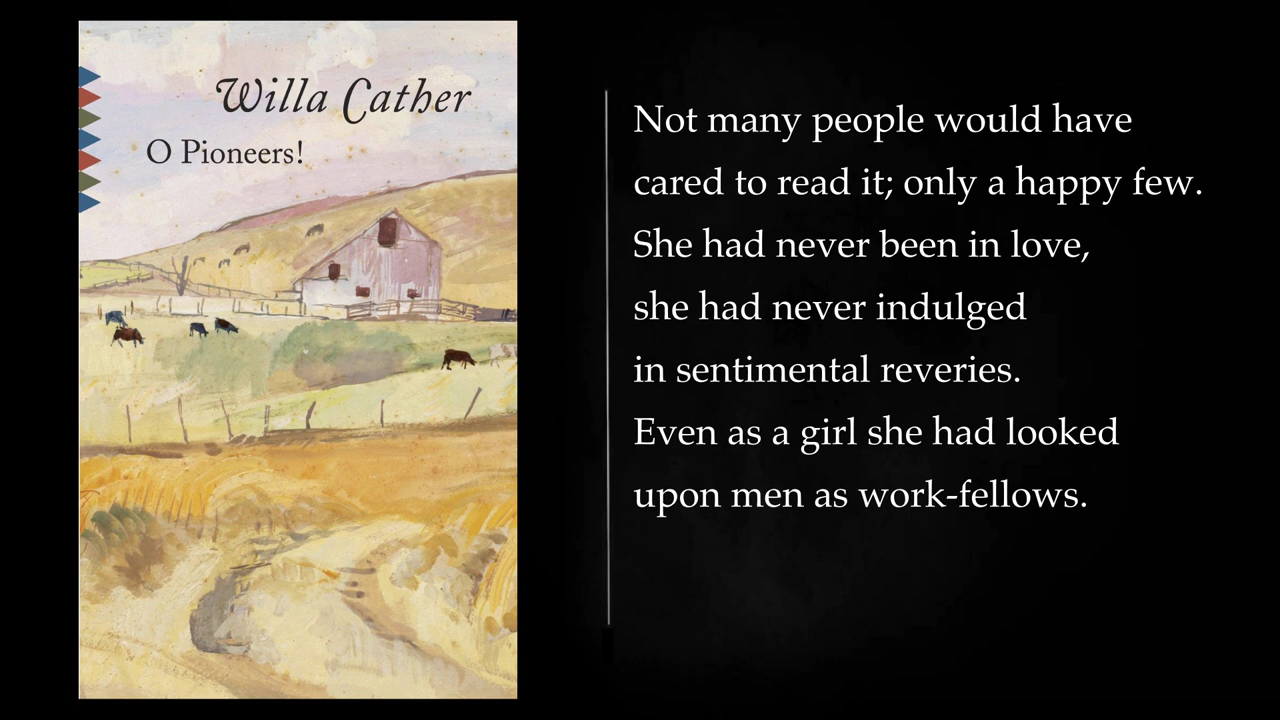 Willa Cather
O Pioneers!
Not many people would have
cared to read it; only a happy few.
She had never been in love,
she had never indulged
in sentimental reveries.
Even as a girl she had looked
upon men as work-fellows.